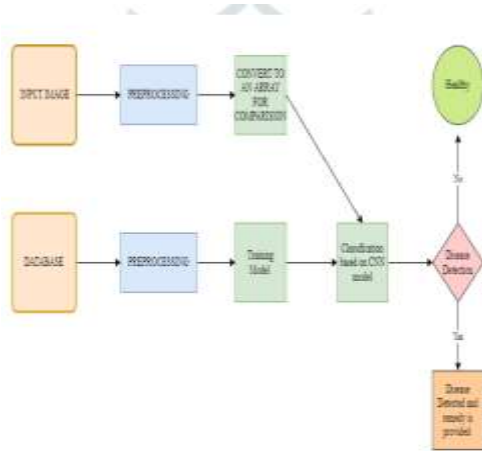 INPUT IMAGE
PREPROCESSING
CONVERT TO
AN ARRAY
FOR
COMPARISION
Healthy
No
DADABASE
PREPROCESSING
Training
Model
Classification
based on CNN
model
Disease
Detection
Yes
Disease
Detected and
remedy is
provided